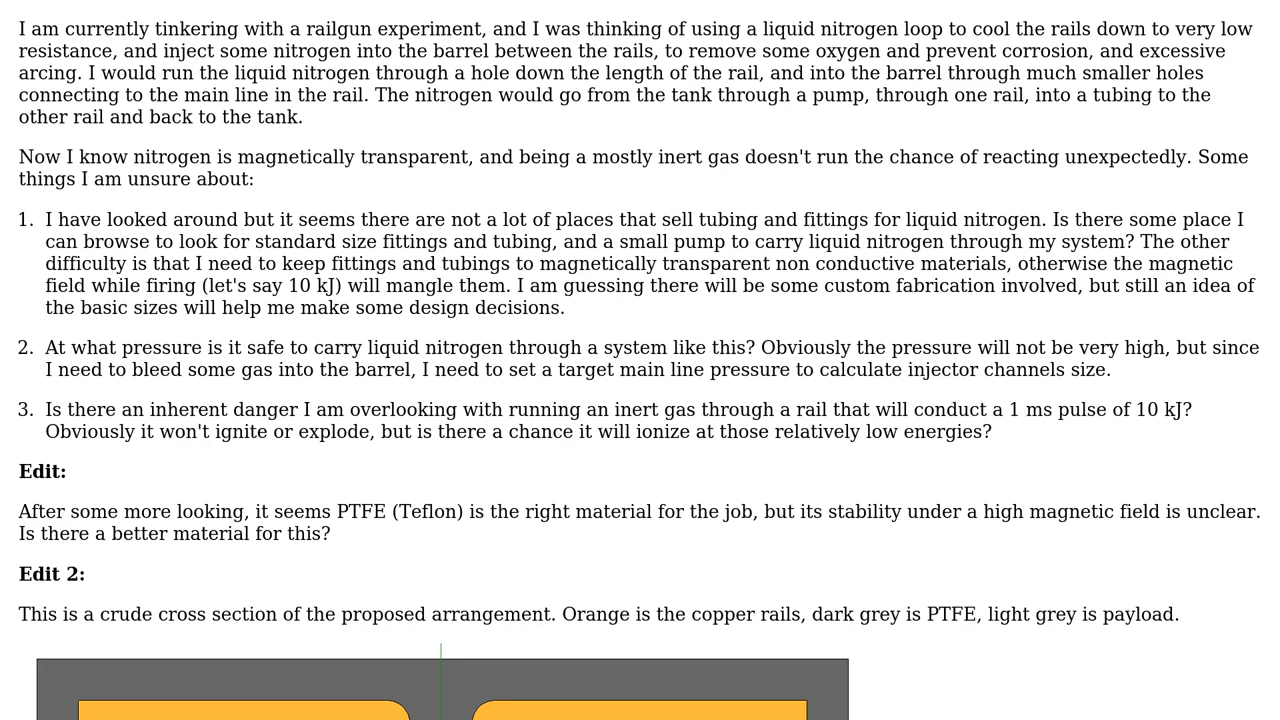 I am currently tinkering with a railgun experiment, and I was thinking of using a liquid nitrogen loop to cool the rails down to very low
resistance, and inject some nitrogen into the barrel between the rails, to remove some oxygen and prevent corrosion, and excessive
arcing. I would run the liquid nitrogen through a hole down the length of the rail, and into the barrel through much smaller holes
connecting to the main line in the rail. The nitrogen would go from the tank through a pump, through one rail, into a tubing to the
other rail and back to the tank.
Now I know nitrogen is magnetically transparent, and being a mostly inert gas doesn't run the chance of reacting unexpectedly. Some
things I am unsure about:
1. I have looked around but it seems there are not a lot of places that sell tubing and fittings for liquid nitrogen. Is there some place I
can browse to look for standard size fittings and tubing, and a small pump to carry liquid nitrogen through my system? The other
difficulty is that I need to keep fittings and tubings to magnetically transparent non conductive materials, otherwise the magnetic
field while firing (let's say 10 kJ) will mangle them. I am guessing there will be some custom fabrication involved, but still an idea of
the basic sizes will help me make some design decisions.
2. At what pressure is it safe to carry liquid nitrogen through a system like this? Obviously the pressure will not be very high, but since
I need to bleed some gas into the barrel, I need to set a target main line pressure to calculate injector channels size.
3. Is there an inherent danger I am overlooking with running an inert gas through a rail that will conduct a 1 ms pulse of 10 kJ?
Obviously it won't ignite or explode, but is there a chance it will ionize at those relatively low energies?
Edit:
After some more looking, it seems PTFE (Teflon) is the right material for the job, but its stability under a high magnetic field is unclear.
Is there a better material for this?
Edit 2:
This is a crude cross section of the proposed arrangement. Orange is the copper rails, dark grey is PTFE, light grey is payload.